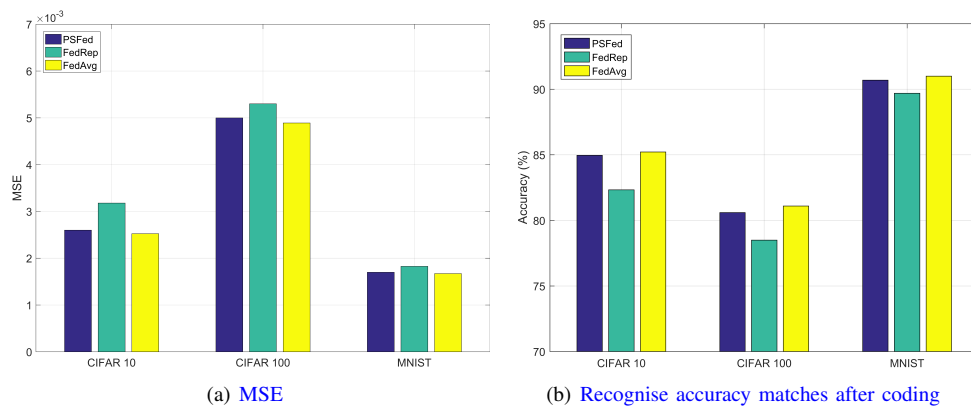 ×10⁻³
7
6
5
4
3
2
1
0
MSE
PSFed
FedRep
FedAvg
CIFAR 10
CIFAR 100
MNIST
(a) MSE
95
90
85
80
75
70
Accuracy (%)
PSFed
FedRep
FedAvg
CIFAR 10
CIFAR 100
MNIST
(b) Recognise accuracy matches after coding